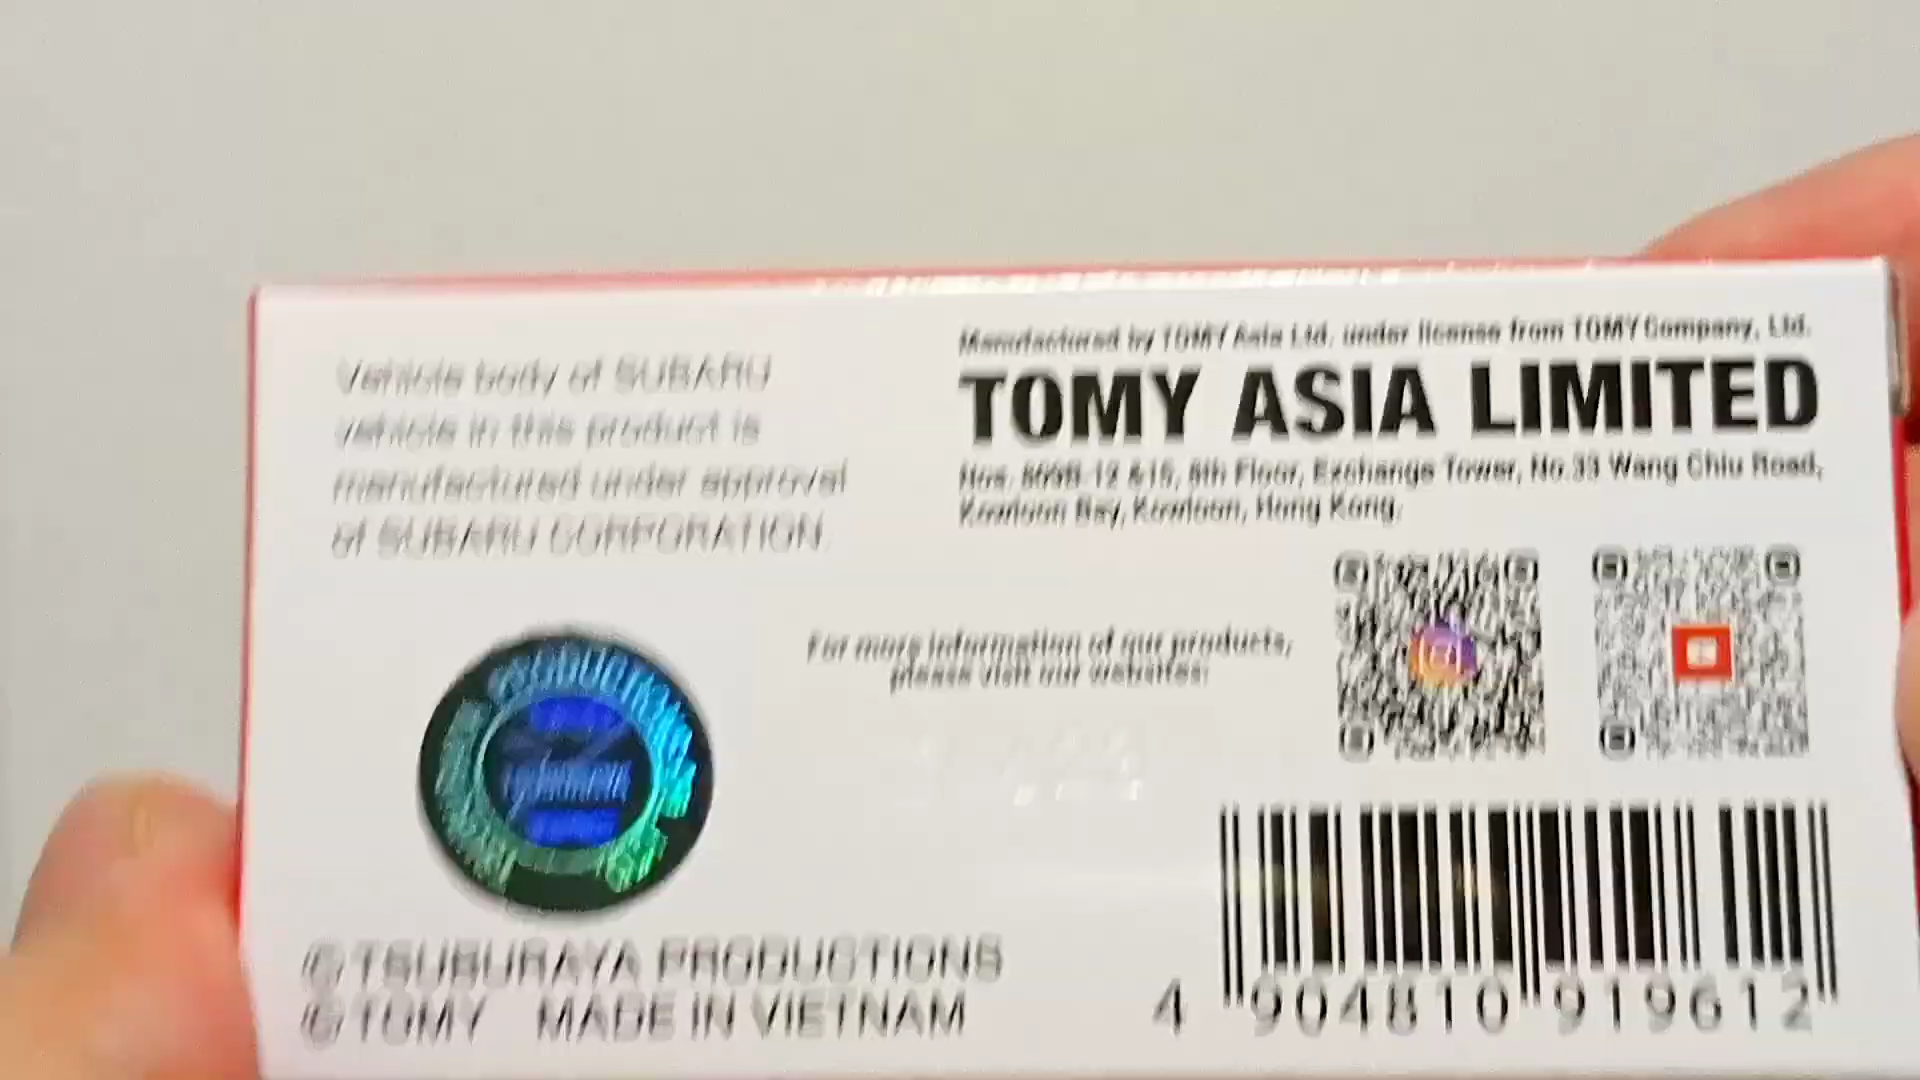 Vehicle body of SUBARU
vehicle in this product is
manufactured under approval
of SUBARU CORPORATION.
Manufactured by TOMY Asia Ltd. under license from TOMY Company, Ltd.
TOMY ASIA LIMITED
Floor, Exchange Tower, No.33 Wang Chiu Road,
Kowloon Bay, Kowloon, Hong Kong.
For more information of our products,
please visit our websites:
© TSUBURAYA PRODUCTIONS
© TOMY MADE IN VIETNAM
4 904810 919612